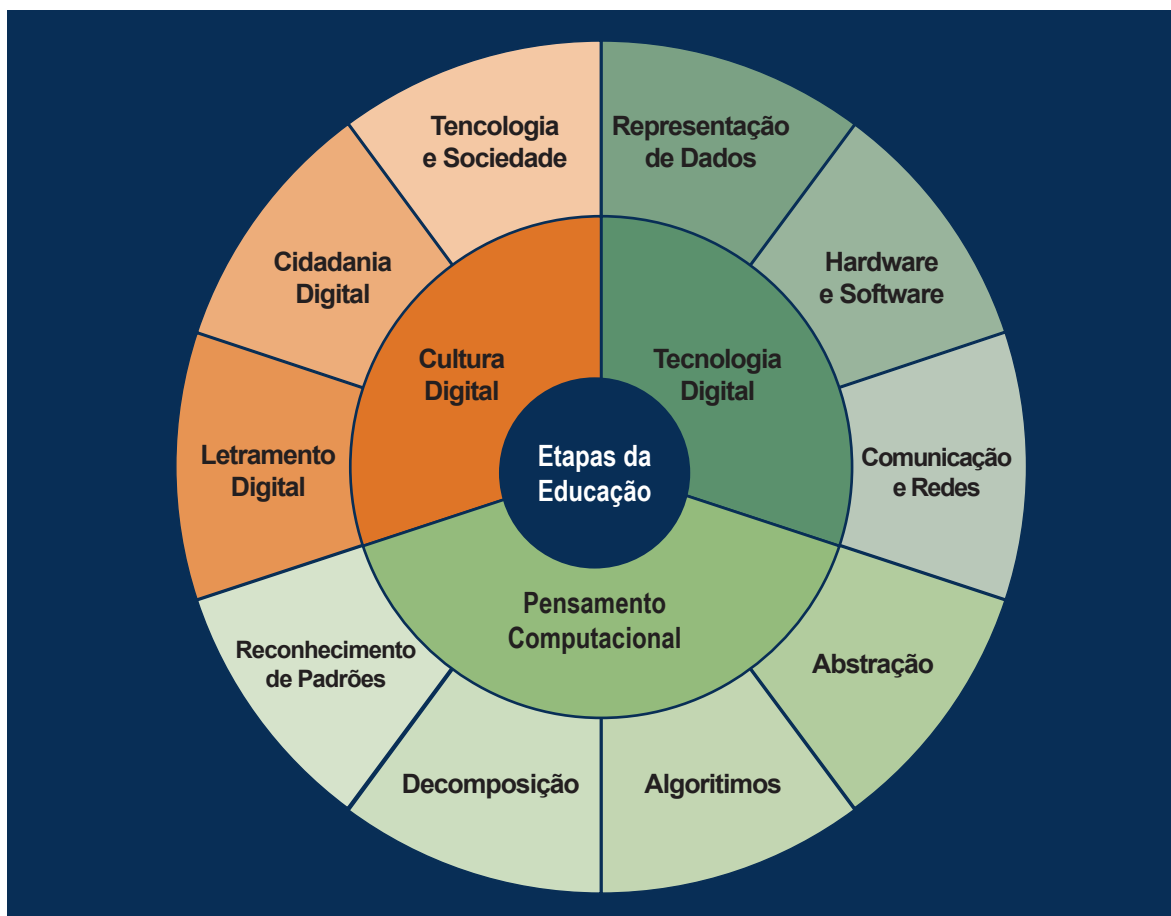 Tencologia
e Sociedade
Representação
de Dados
Cidadania
Digital
Hardware
e Software
Cultura
Digital
Tecnologia
Digital
Letramento
Digital
Etapas da
Educação
Comunicação
e Redes
Pensamento
Computacional
Reconhecimento
de Padrões
Abstração
Decomposição
Algoritimos